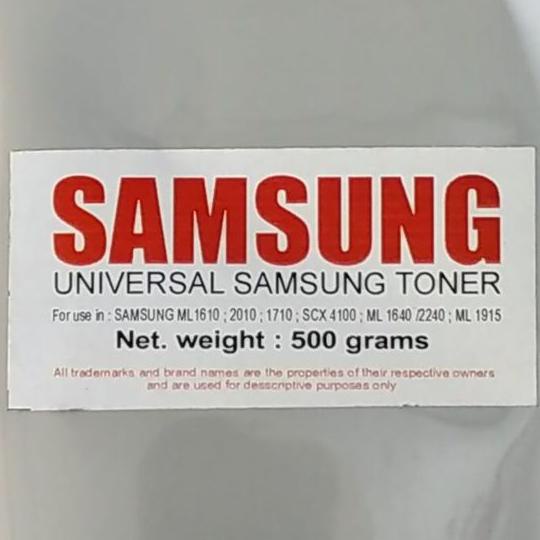 SAMSUNG
UNIVERSAL SAMSUNG TONER
For use in : SAMSUNG ML1610 ; 2010 ; 1710 ; SCX 4100 ; ML 1640 /2240 ; ML 1915
Net. weight : 500 grams
All trademarks and brand names are the properties of their respective owners
and are used for desscriptive purposes only